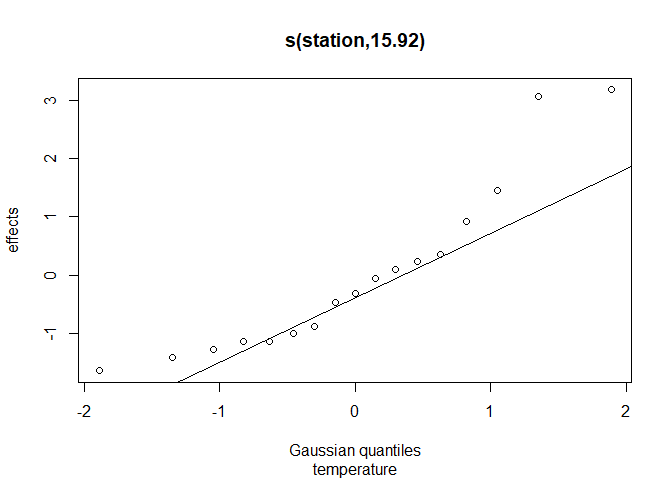 s(station,15.92)
effects
3
2
1
0
-1
-2
-1
0
1
2
Gaussian quantiles
temperature